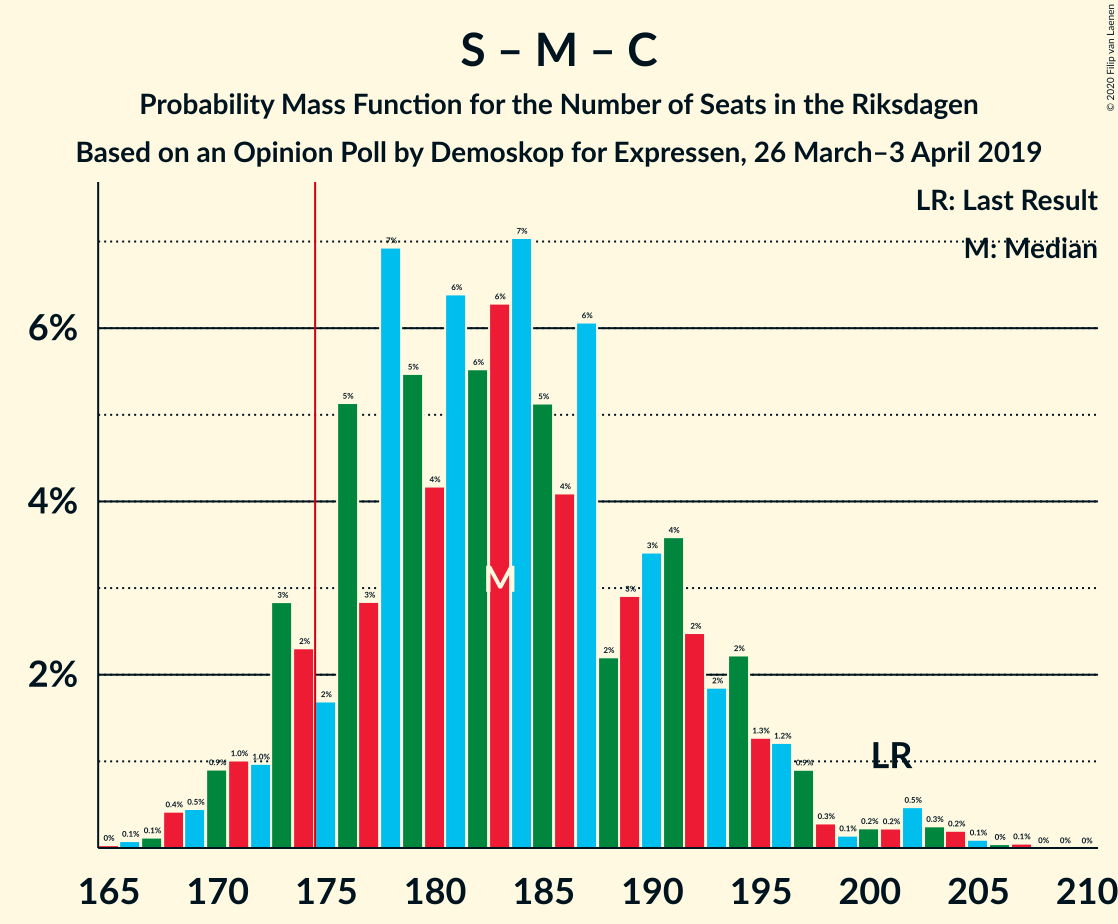 S – M – C
Probability Mass Function for the Number of Seats in the Riksdagen
Based on an Opinion Poll by Demoskop for Expressen, 26 March–3 April 2019
© 2020 Filip van Laenen
LR: Last Result
M: Median
6%
4%
2%
0% 0.1% 0.1% 0.4% 0.5% 0.9% 1.0% 1.0% 3% 2% 2% 5% 3% 7% 5% 4% 6% 6% 6% 7% 5% 4% 6% 2% 3% 3% 4% 2% 2% 2% 1.3% 1.2% 0.9% 0.3% 0.1% 0.2% 0.2% 0.5% 0.3% 0.2% 0.1% 0% 0.1% 0% 0% 0%
M
LR
165 170 175 180 185 190 195 200 205 210